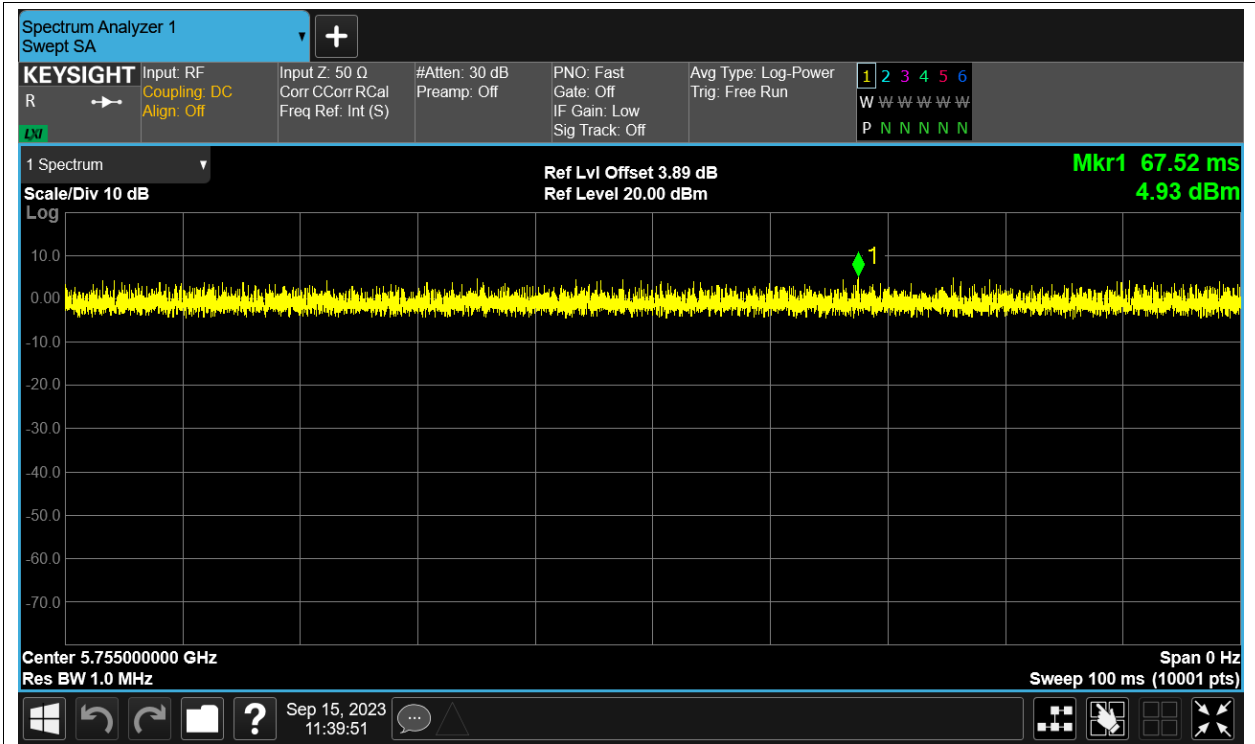 Spectrum Analyzer 1
Swept SA
+
KEYSIGHT
R
LXI
Input: RF
Coupling: DC
Align: Off
Input Z: 50 Ω
Corr CCorr RCal
Freq Ref: Int (S)
#Atten: 30 dB
Preamp: Off
PNO: Fast
Gate: Off
IF Gain: Low
Sig Track: Off
Avg Type: Log-Power
Trig: Free Run
1 2 3 4 5 6
W W W W W W
P N N N N N
1 Spectrum
Scale/Div 10 dB
Ref Lvl Offset 3.89 dB
Ref Level 20.00 dBm
Mkr1 67.52 ms
4.93 dBm
Log
10.0
0.00
-10.0
-20.0
-30.0
-40.0
-50.0
-60.0
-70.0
1
Center 5.755000000 GHz
Res BW 1.0 MHz
Span 0 Hz
Sweep 100 ms (10001 pts)
?
Sep 15, 2023
11:39:51